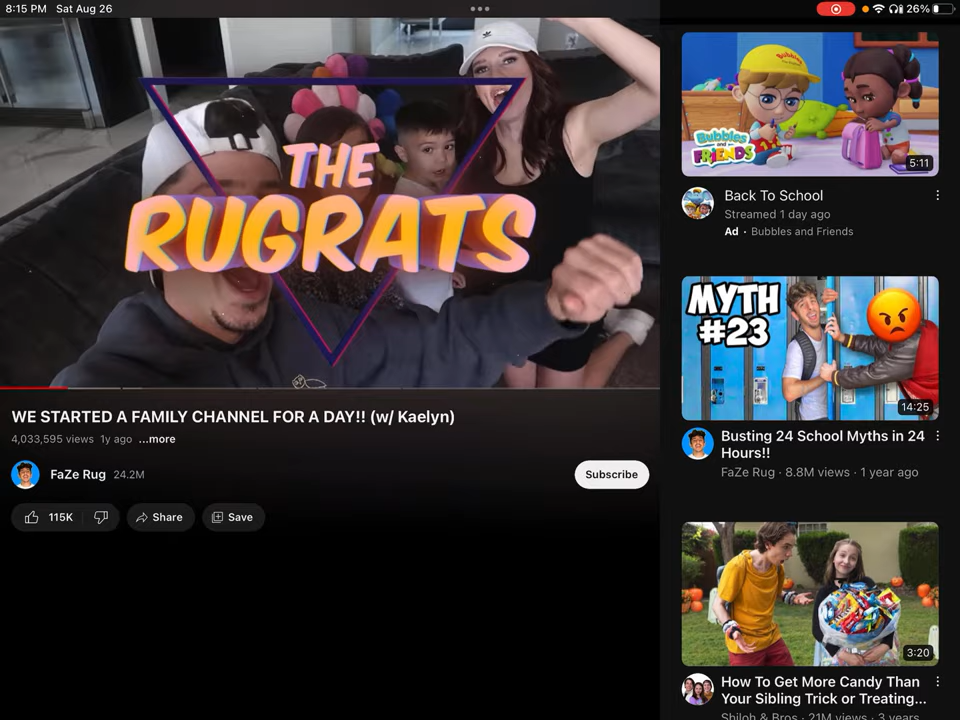 8:15 PM Sat Aug 26
26%
THE
RUGRATS
WE STARTED A FAMILY CHANNEL FOR A DAY!! (w/ Kaelyn)
4,033,595 views 1y ago ...more
FaZe Rug 24.2M
Subscribe
115K
Share
Save
Bubbles
and
FRIENDS
5:11
Back To School
Streamed 1 day ago
Ad · Bubbles and Friends
MYTH
#23
14:25
Busting 24 School Myths in 24
Hours!!
FaZe Rug · 8.8M views · 1 year ago
3:20
How To Get More Candy Than
Your Sibling Trick or Treating...
Shiloh & Bros · 21M views · 3 years